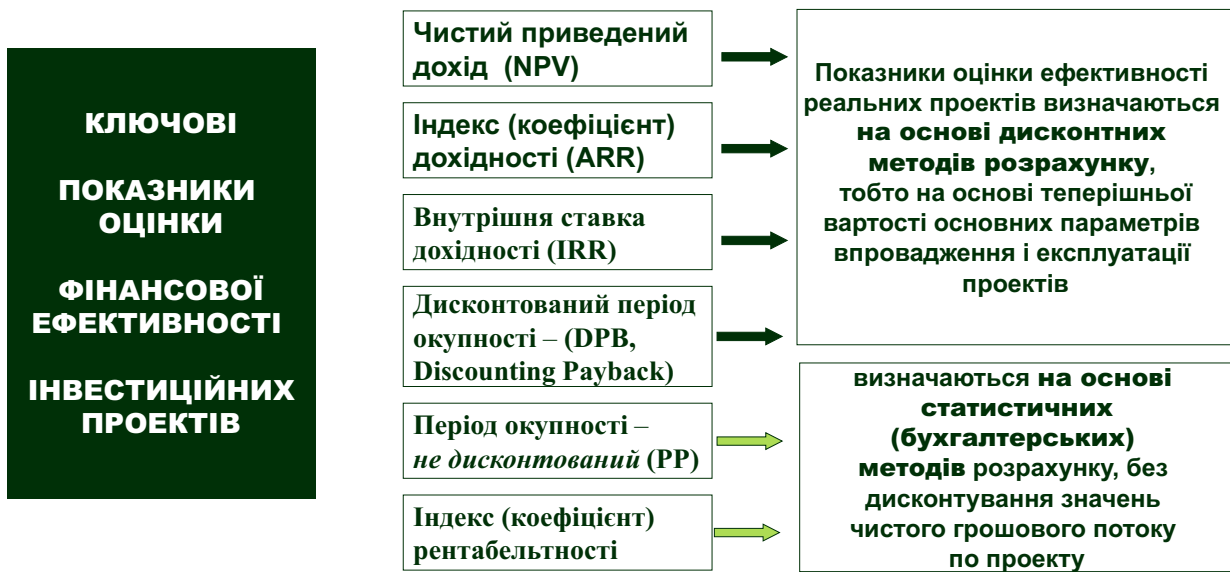 КЛЮЧОВІ
ПОКАЗНИКИ
ОЦІНКИ
ФІНАНСОВОЇ
ЕФЕКТИВНОСТІ
ІНВЕСТИЦІЙНИХ
ПРОЕКТІВ
Чистий приведений
дохід (NPV)
Індекс (коефіцієнт)
дохідності (ARR)
Внутрішня ставка
дохідності (IRR)
Дисконтований період
окупності – (DPB,
Discounting Payback)
Період окупності –
не дисконтований (PP)
Індекс (коефіцієнт)
рентабельтності
Показники оцінки ефективності
реальних проектів визначаються
на основі дисконтних
методів розрахунку,
тобто на основі теперішньої
вартості основних параметрів
впровадження і експлуатації
проектів
визначаються на основі
статистичних
(бухгалтерських)
методів розрахунку, без
дисконтування значень
чистого грошового потоку
по проекту